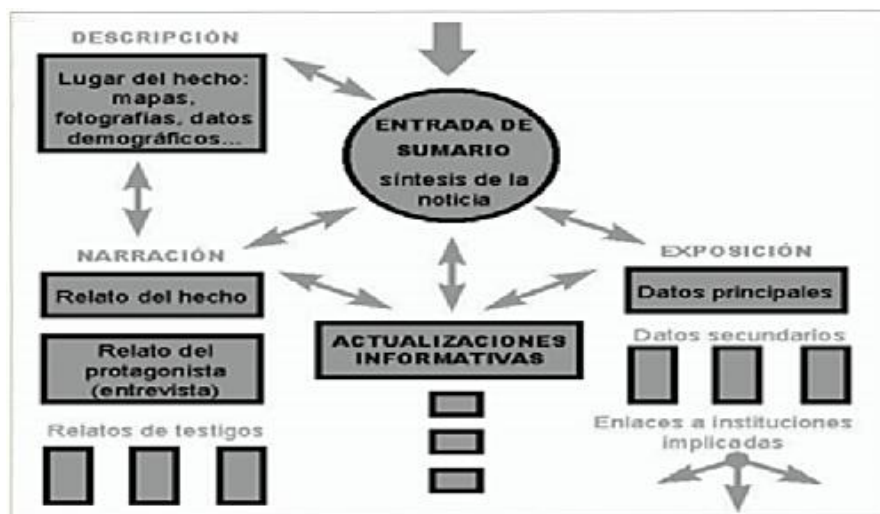 DESCRIPCIÓN
Lugar del hecho:
mapas,
fotografías, datos
demográficos...
ENTRADA DE
SUMARIO
síntesis de la
noticia
NARRACIÓN
Relato del hecho
Relato del
protagonista
(entrevista)
Relatos de testigos
ACTUALIZACIONES
INFORMATIVAS
EXPOSICIÓN
Datos principales
Datos secundarios
Enlaces a instituciones
implicadas